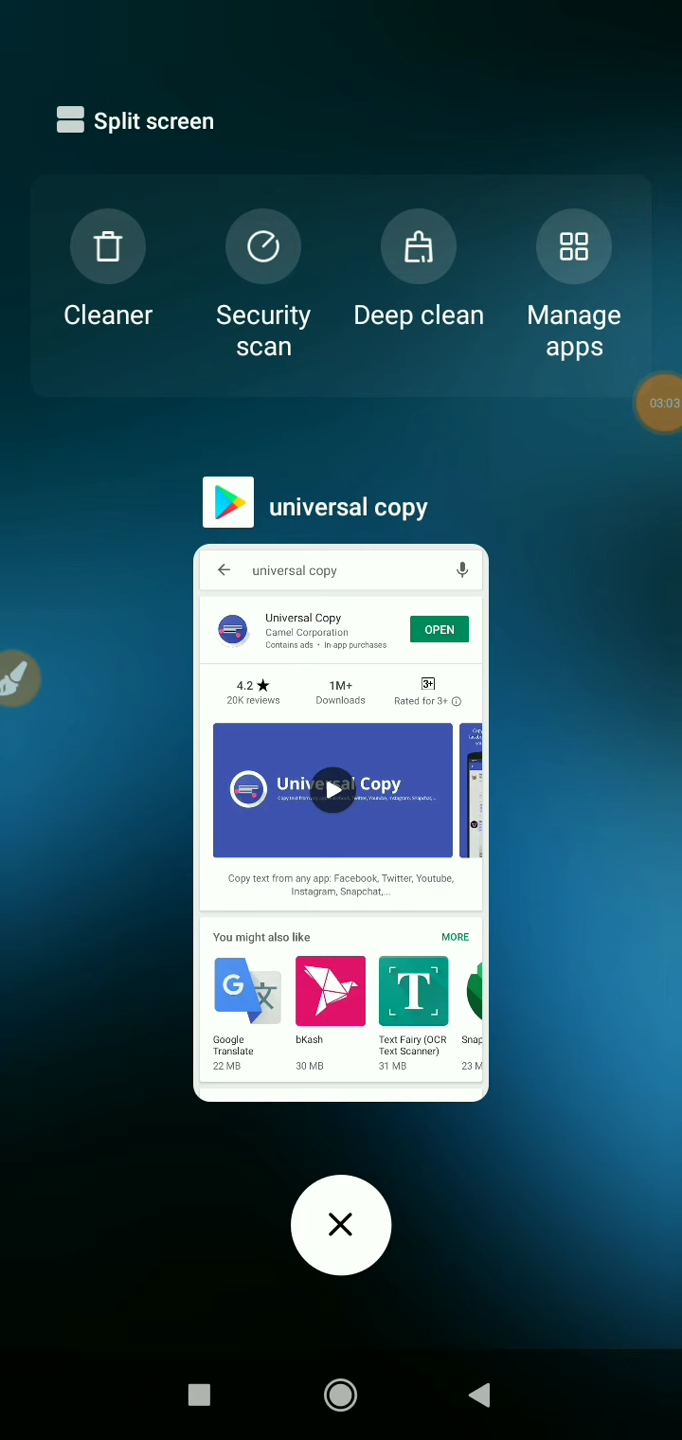 Split screen
Cleaner
Security
scan
Deep clean
Manage
apps
03:03
universal copy
universal copy
Universal Copy
Camel Corporation
Contains ads • In-app purchases
OPEN
4.2 ★
20K reviews
1M+
Downloads
3+
Rated for 3+
Universal Copy
Copy text from any app: Facebook, Twitter, Youtube,
Instagram, Snapchat,...
You might also like
MORE
G
Google
Translate
22 MB
bKash
30 MB
T
Text Fairy (OCR
Text Scanner)
31 MB
Snap
23 M